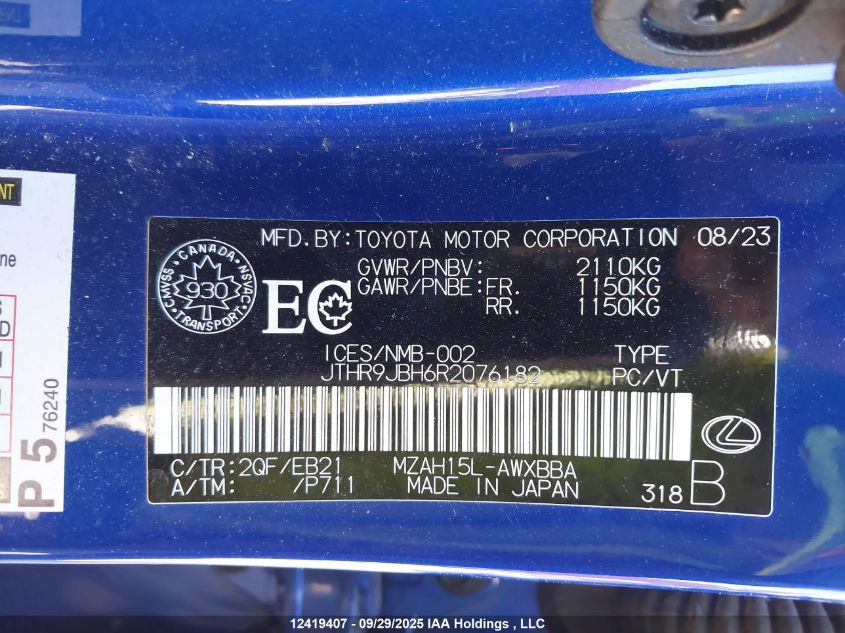 MFD.BY:TOYOTA MOTOR CORPORATION 08/23
GVWR/PNBV: 2110KG
GAWR/PNBE:FR. 1150KG
RR. 1150KG
CANADA
CMVSS 930 NSVAC
TRANSPORT
EC
ICES/NMB-002 TYPE
JTHR9JBH6R2076182 PC/VT
C/TR:2QF/EB21 MZAH15L-AWXBBA
A/TM: /P711 MADE IN JAPAN 318 B
NT
ne
S
D
P 5 76240
12419407 - 09/29/2025 IAA Holdings , LLC